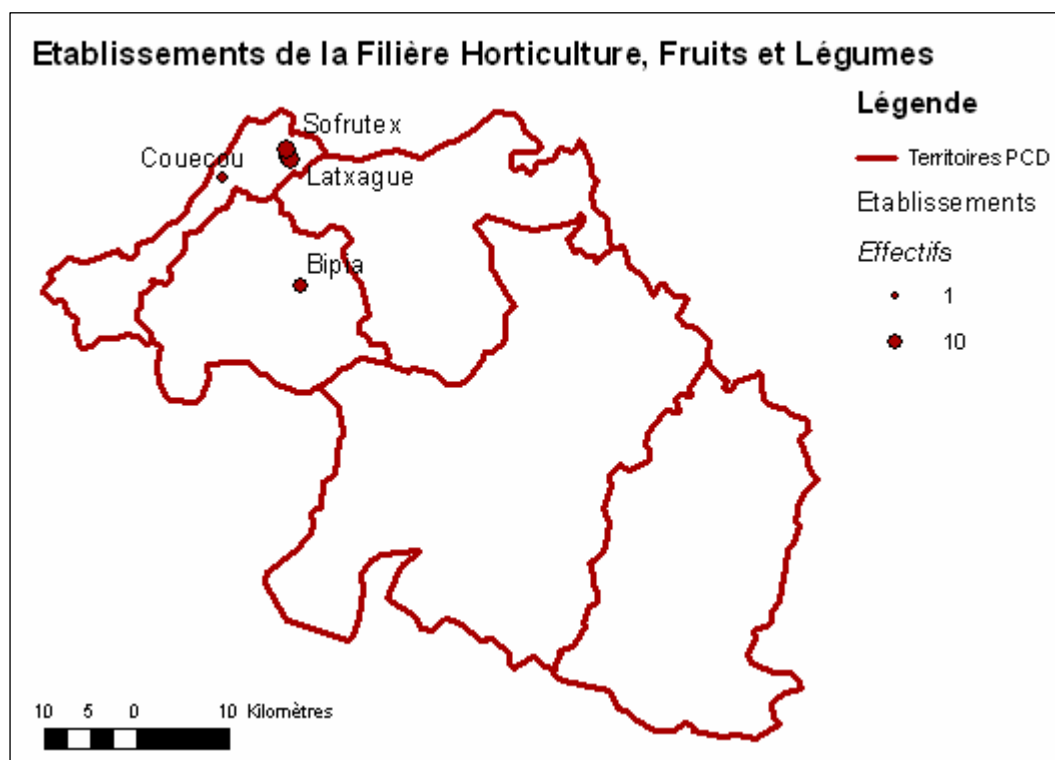 Etablissements de la Filière Horticulture, Fruits et Légumes
Légende
Territoires PCD
Etablissements
Effectifs
1
10
Sofrutex
Couecou
Latxague
Bipia
10 5 0 10 Kilomètres